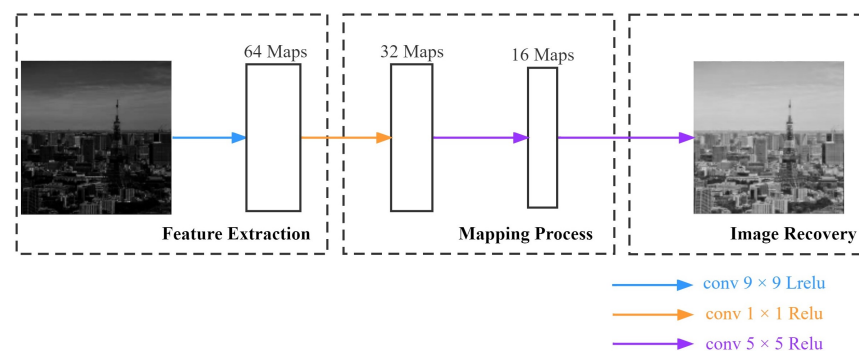 64 Maps
32 Maps
16 Maps
Feature Extraction
Mapping Process
Image Recovery
conv 9 × 9 Lrelu
conv 1 × 1 Relu
conv 5 × 5 Relu